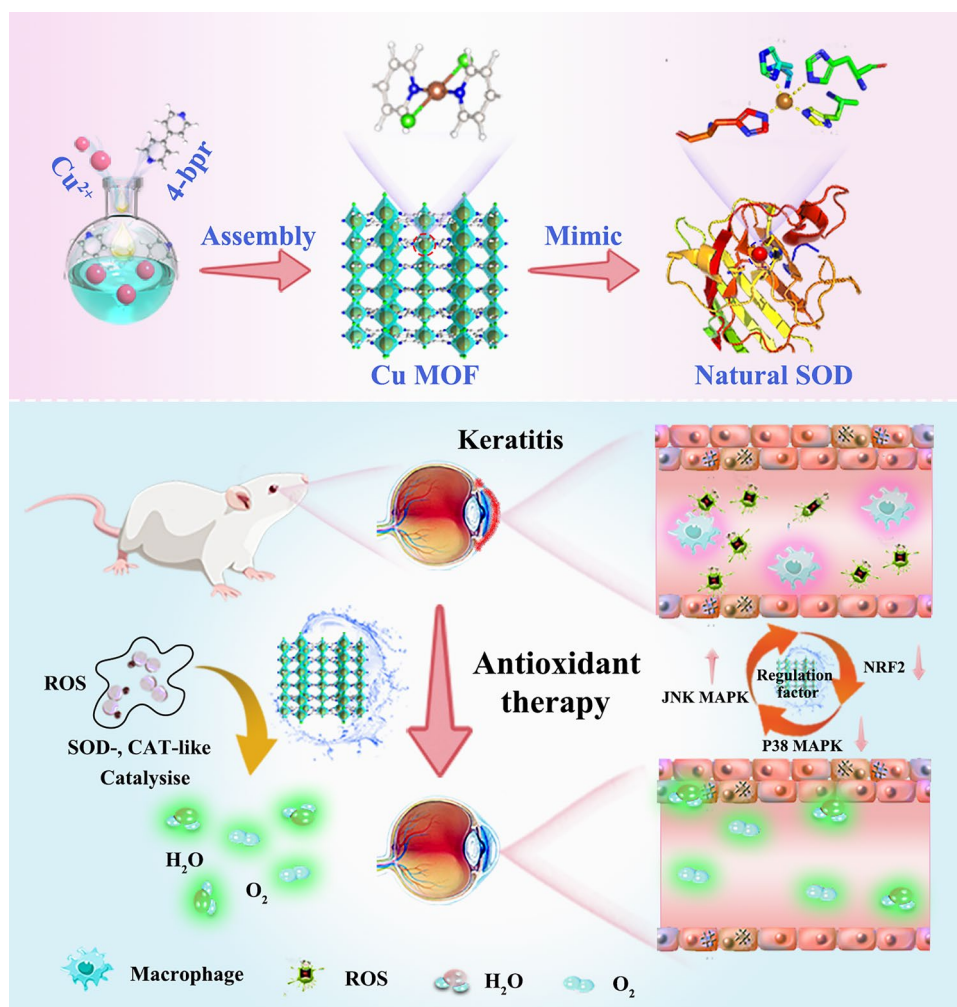 Cu²⁺
4-bpr
Assembly
Mimic
Cu MOF
Natural SOD
Keratitis
ROS
SOD-, CAT-like
Catalysise
Antioxidant
therapy
H₂O
O₂
JNK MAPK
Regulation
factor
NRF2
P38 MAPK
Macrophage
ROS
H₂O
O₂